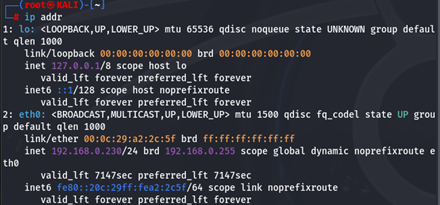 (root㉿KALI)-[~]
# ip addr
1: lo: <LOOPBACK,UP,LOWER_UP> mtu 65536 qdisc noqueue state UNKNOWN group defaul
t qlen 1000
link/loopback 00:00:00:00:00:00 brd 00:00:00:00:00:00
inet 127.0.0.1/8 scope host lo
valid_lft forever preferred_lft forever
inet6 ::1/128 scope host noprefixroute
valid_lft forever preferred_lft forever
2: eth0: <BROADCAST,MULTICAST,UP,LOWER_UP> mtu 1500 qdisc fq_codel state UP grou
p default qlen 1000
link/ether 00:0c:29:a2:2c:5f brd ff:ff:ff:ff:ff:ff
inet 192.168.0.230/24 brd 192.168.0.255 scope global dynamic noprefixroute e
th0
valid_lft 7147sec preferred_lft 7147sec
inet6 fe80::20c:29ff:fea2:2c5f/64 scope link noprefixroute
valid_lft forever preferred_lft forever